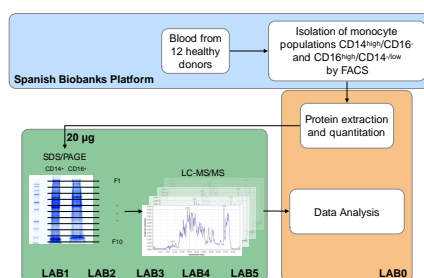 Blood from
12 healthy
donors
Isolation of monocyte
populations CD14high/CD16-
and CD16high/CD14-/low
by FACS
Spanish Biobanks Platform
Protein extraction
and quantitation
20 µg
SDS/PAGE
CD14+ CD16+
F1
.
.
.
F10
LC-MS/MS
Data Analysis
LAB1 LAB2 LAB3 LAB4 LAB5
LAB0